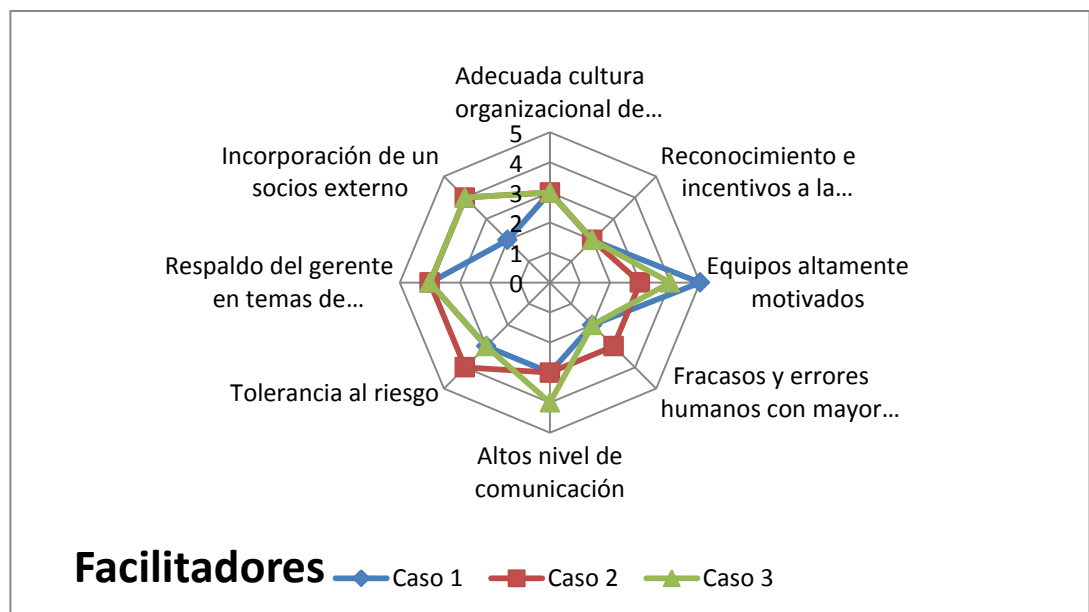 Adecuada cultura
organizacional de…
Reconocimiento e
incentivos a la…
Equipos altamente
motivados
Fracasos y errores
humanos con mayor…
Altos nivel de
comunicación
Tolerancia al riesgo
Respaldo del gerente
en temas de…
Incorporación de un
socios externo
5
4
3
2
1
0
Facilitadores
Caso 1
Caso 2
Caso 3